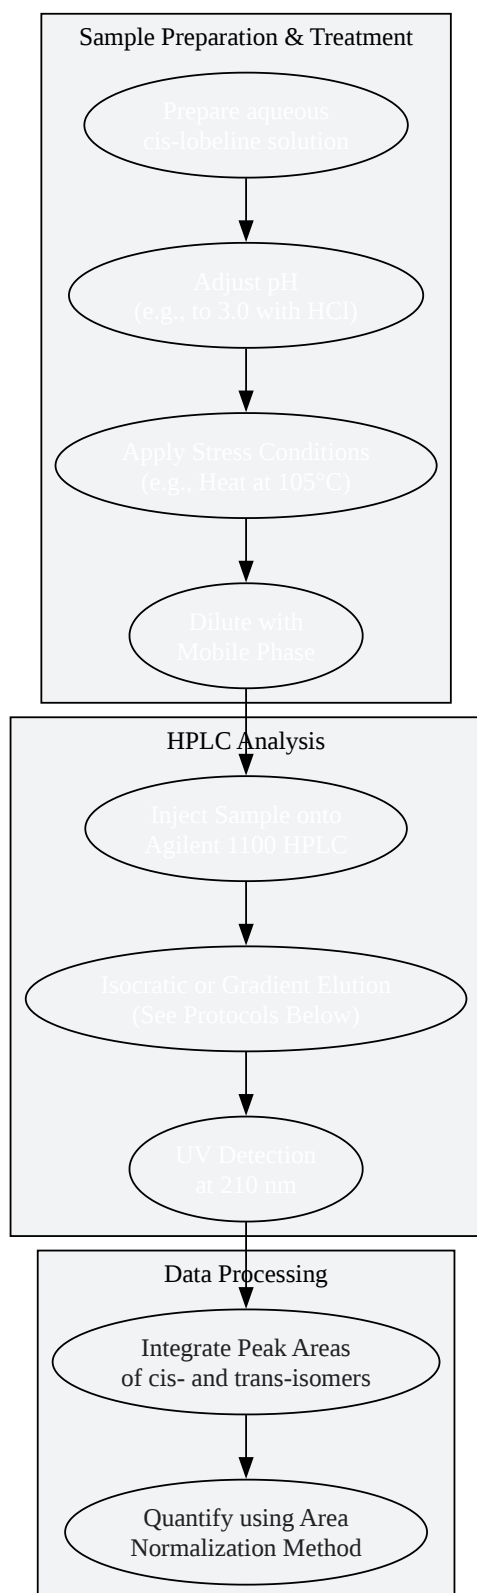 Sample Preparation & Treatment
Prepare aqueous
cis-lobeline solution
Adjust pH
(e.g., to 3.0 with HCl)
Apply Stress Conditions
(e.g., Heat at 105°C)
Dilute with
Mobile Phase
HPLC Analysis
Inject Sample onto
Agilent 1100 HPLC
Isocratic or Gradient Elution
(See Protocols Below)
UV Detection
at 210 nm
Data Processing
Integrate Peak Areas
of cis- and trans-isomers
Quantify using Area
Normalization Method